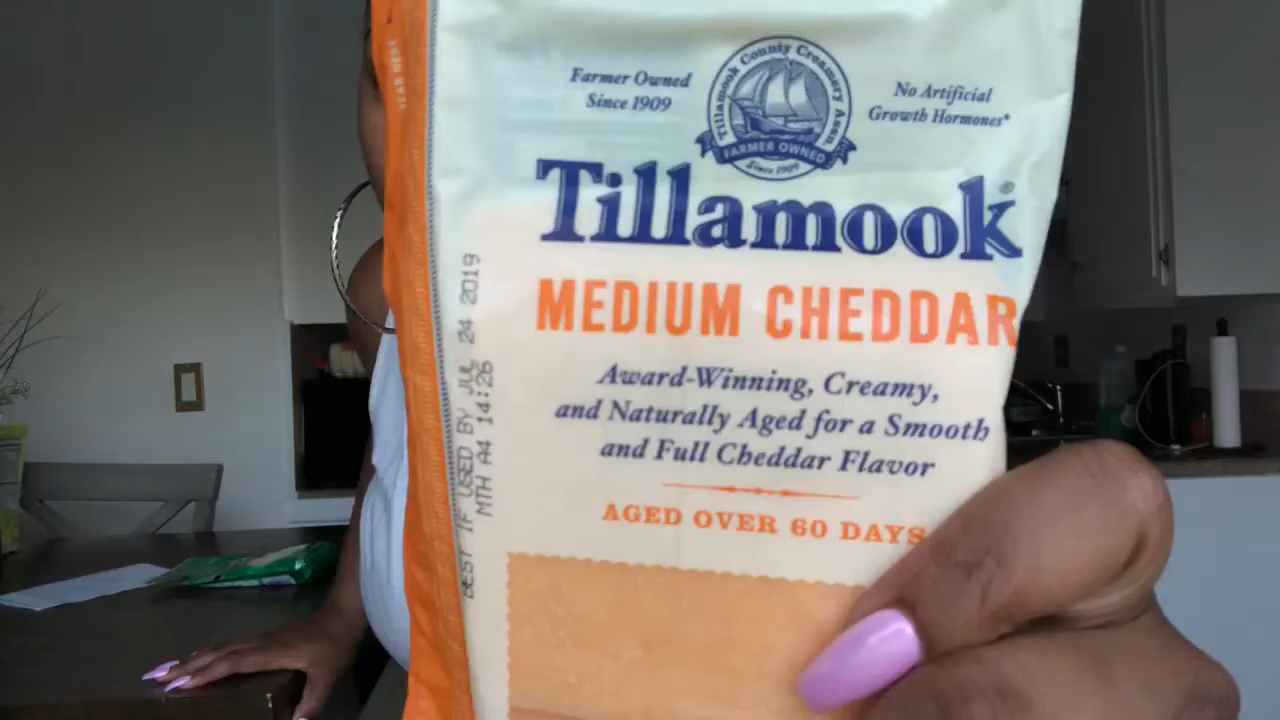 Farmer Owned
Since 1909
Tillamook County Creamery Assn.
FARMER OWNED
Since 1909
No Artificial
Growth Hormones*
Tillamook®
MEDIUM CHEDDAR
Award-Winning, Creamy,
and Naturally Aged for a Smooth
and Full Cheddar Flavor
AGED OVER 60 DAYS
BEST IF USED BY JUL 24 2019
MTH A4 14:26
TEAR HERE